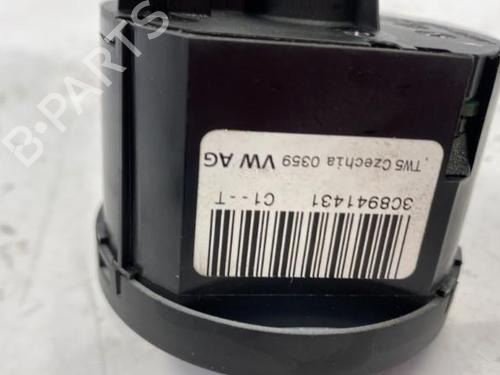 3C8941431 C1--T
.TW5 Czechia 0359 VW AG
B-PARTS